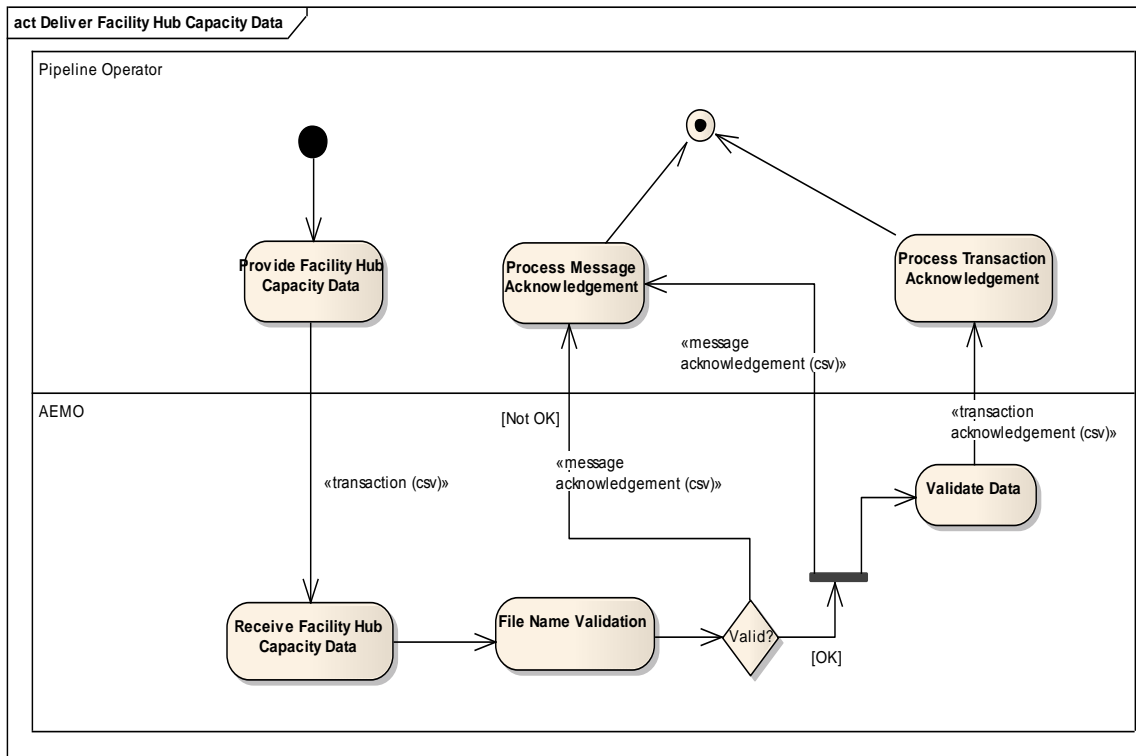 act Deliver Facility Hub Capacity Data
Pipeline Operator
Provide Facility Hub
Capacity Data
Process Message
Acknowledgement
Process Transaction
Acknowledgement
«message
acknowledgement (csv)»
AEMO
[Not OK]
«transaction
acknowledgement (csv)»
«message
acknowledgement (csv)»
«transaction (csv)»
Validate Data
Receive Facility Hub
Capacity Data
File Name Validation
Valid?
[OK]